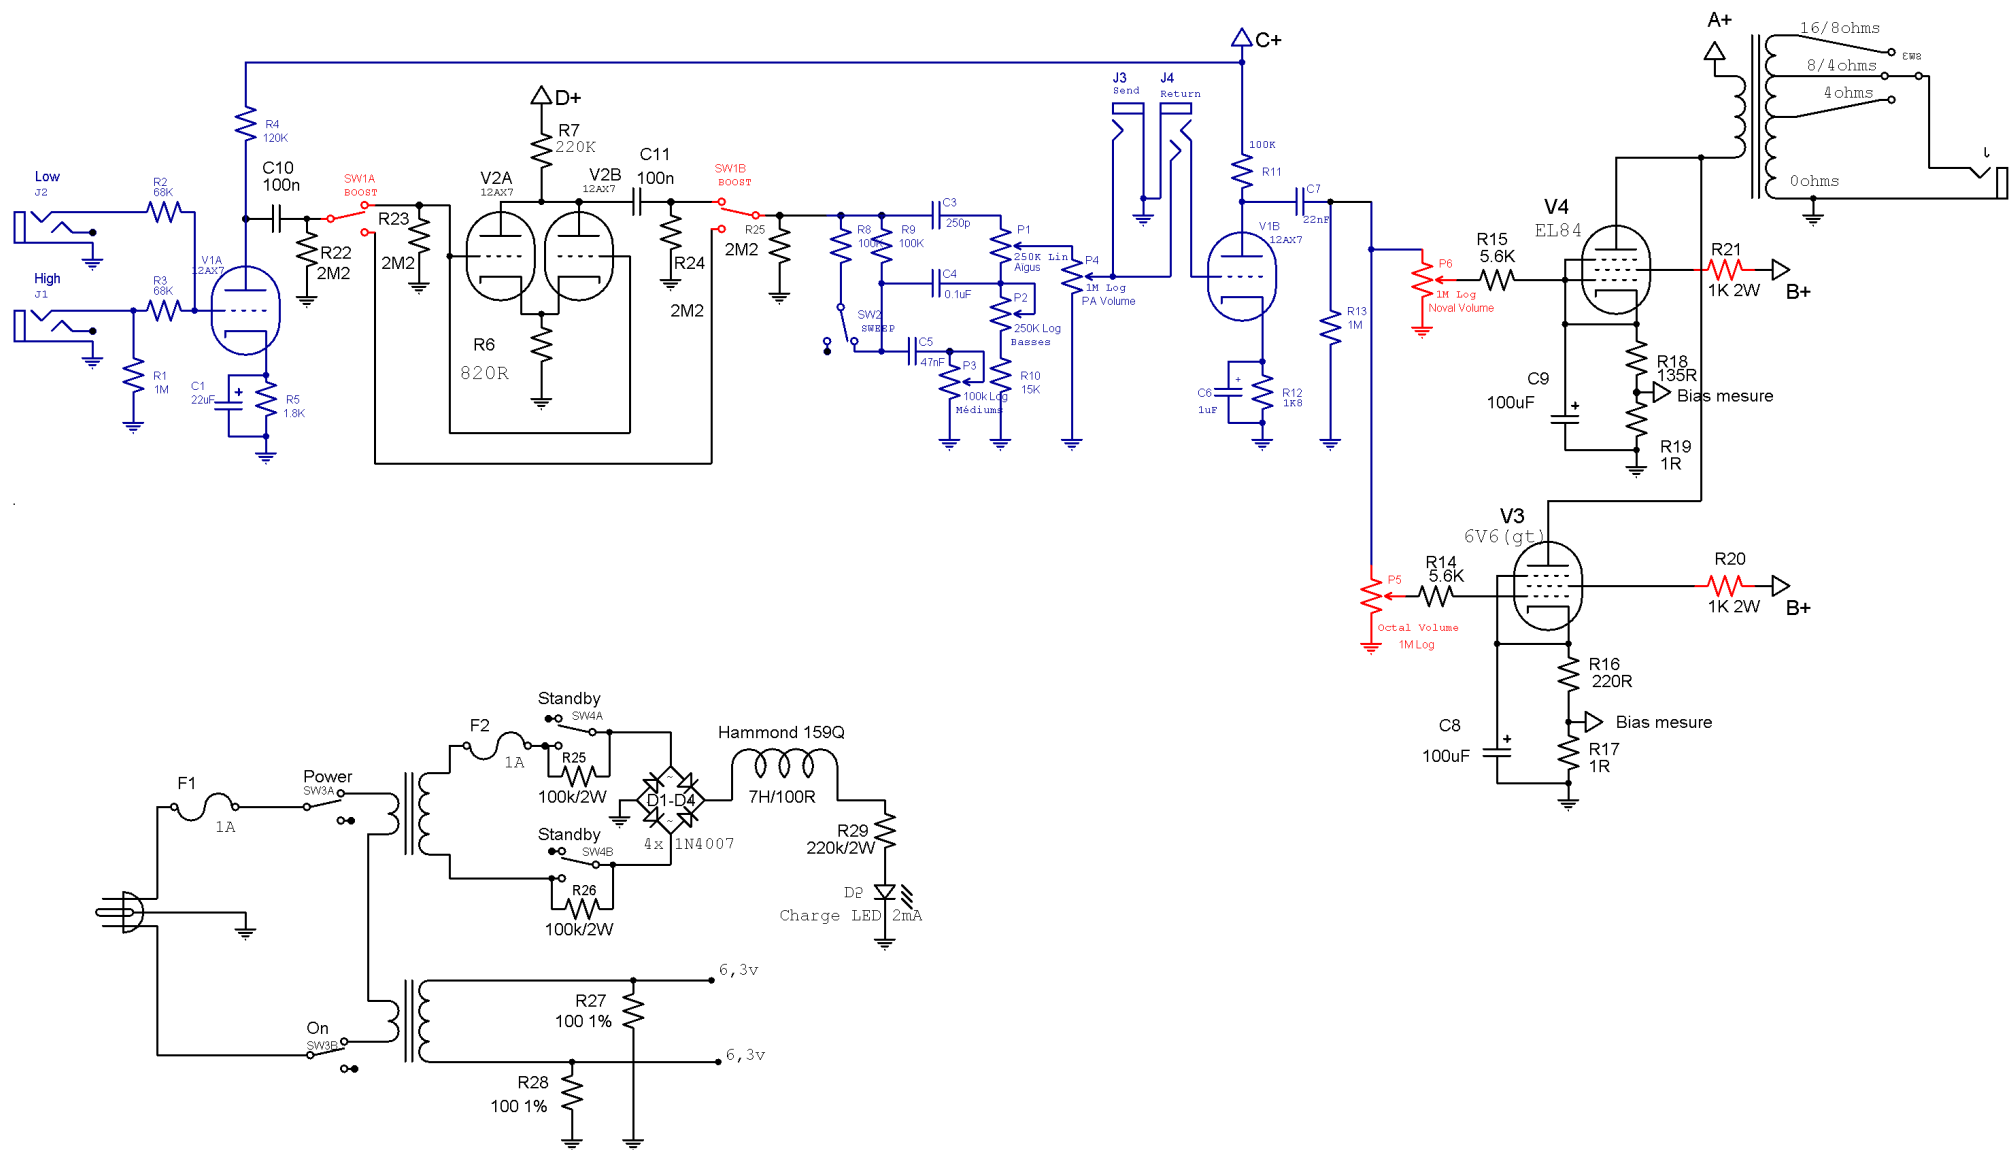 A+
16/8ohms
SW3
8/4ohms
4ohms
0ohms
J
C+
D+
R7
220K
J3
Send
J4
Return
R4
120K
Low
J2
R2
68K
High
J1
R3
68K
R1
1M
V1A
12AX7
C1
22uF
+
R5
1.8K
C10
100n
SW1A
BOOST
R22
2M2
R23
2M2
V2A
12AX7
V2B
12AX7
R6
820R
C11
100n
R24
2M2
SW1B
BOOST
R25
2M2
R8
100K
R9
100K
SW2
SWEEP
C3
250p
C4
0.1uF
C5
47nF
P1
250K Lin
Aigus
P2
250K Log
Basses
P3
100k Log
Médiums
R10
15K
P4
1M Log
PA Volume
100K
R11
V1B
12AX7
C6
1uF
+
R12
1K8
C7
22nF
R13
1M
P6
1M Log
Noval Volume
R15
5.6K
V4
EL84
R21
1K 2W
B+
C9
100uF
+
R18
135R
Bias mesure
R19
1R
P5
Octal Volume
1M Log
R14
5.6K
V3
6V6(gt)
R20
1K 2W
B+
C8
100uF
+
R16
220R
Bias mesure
R17
1R
F1
1A
Power
SW3A
F2
1A
Standby
SW4A
R25
100k/2W
Standby
SW4B
R26
100k/2W
~
D1-D4
~
4x 1N4007
Hammond 159Q
7H/100R
R29
220k/2W
D5
Charge LED 2mA
On
SW3B
6,3v
R27
100 1%
6,3v
R28
100 1%